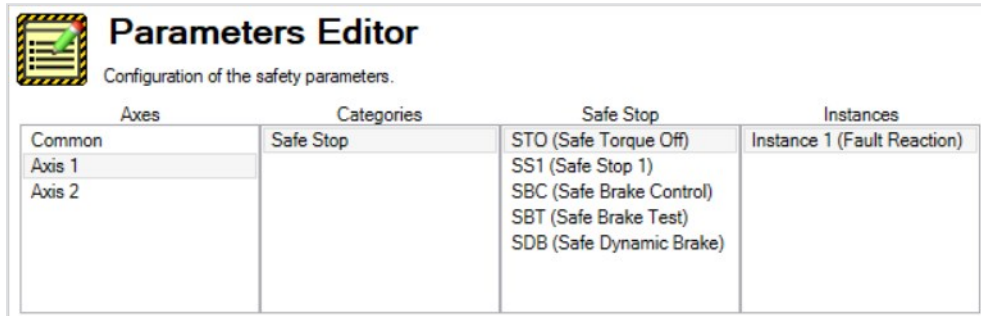 Parameters Editor
Configuration of the safety parameters.
Axes Categories Safe Stop Instances
Common Safe Stop STO (Safe Torque Off) Instance 1 (Fault Reaction)
Axis 1 SS1 (Safe Stop 1)
Axis 2 SBC (Safe Brake Control)
SBT (Safe Brake Test)
SDB (Safe Dynamic Brake)